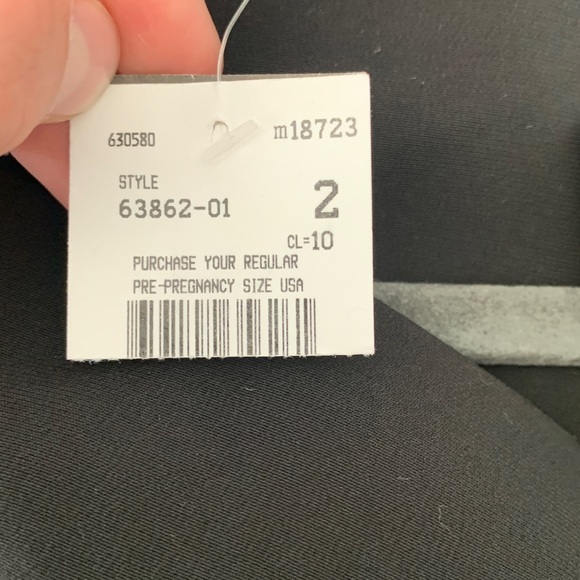 630580 m18723
STYLE
63862-01 2
CL=10
PURCHASE YOUR REGULAR
PRE-PREGNANCY SIZE USA